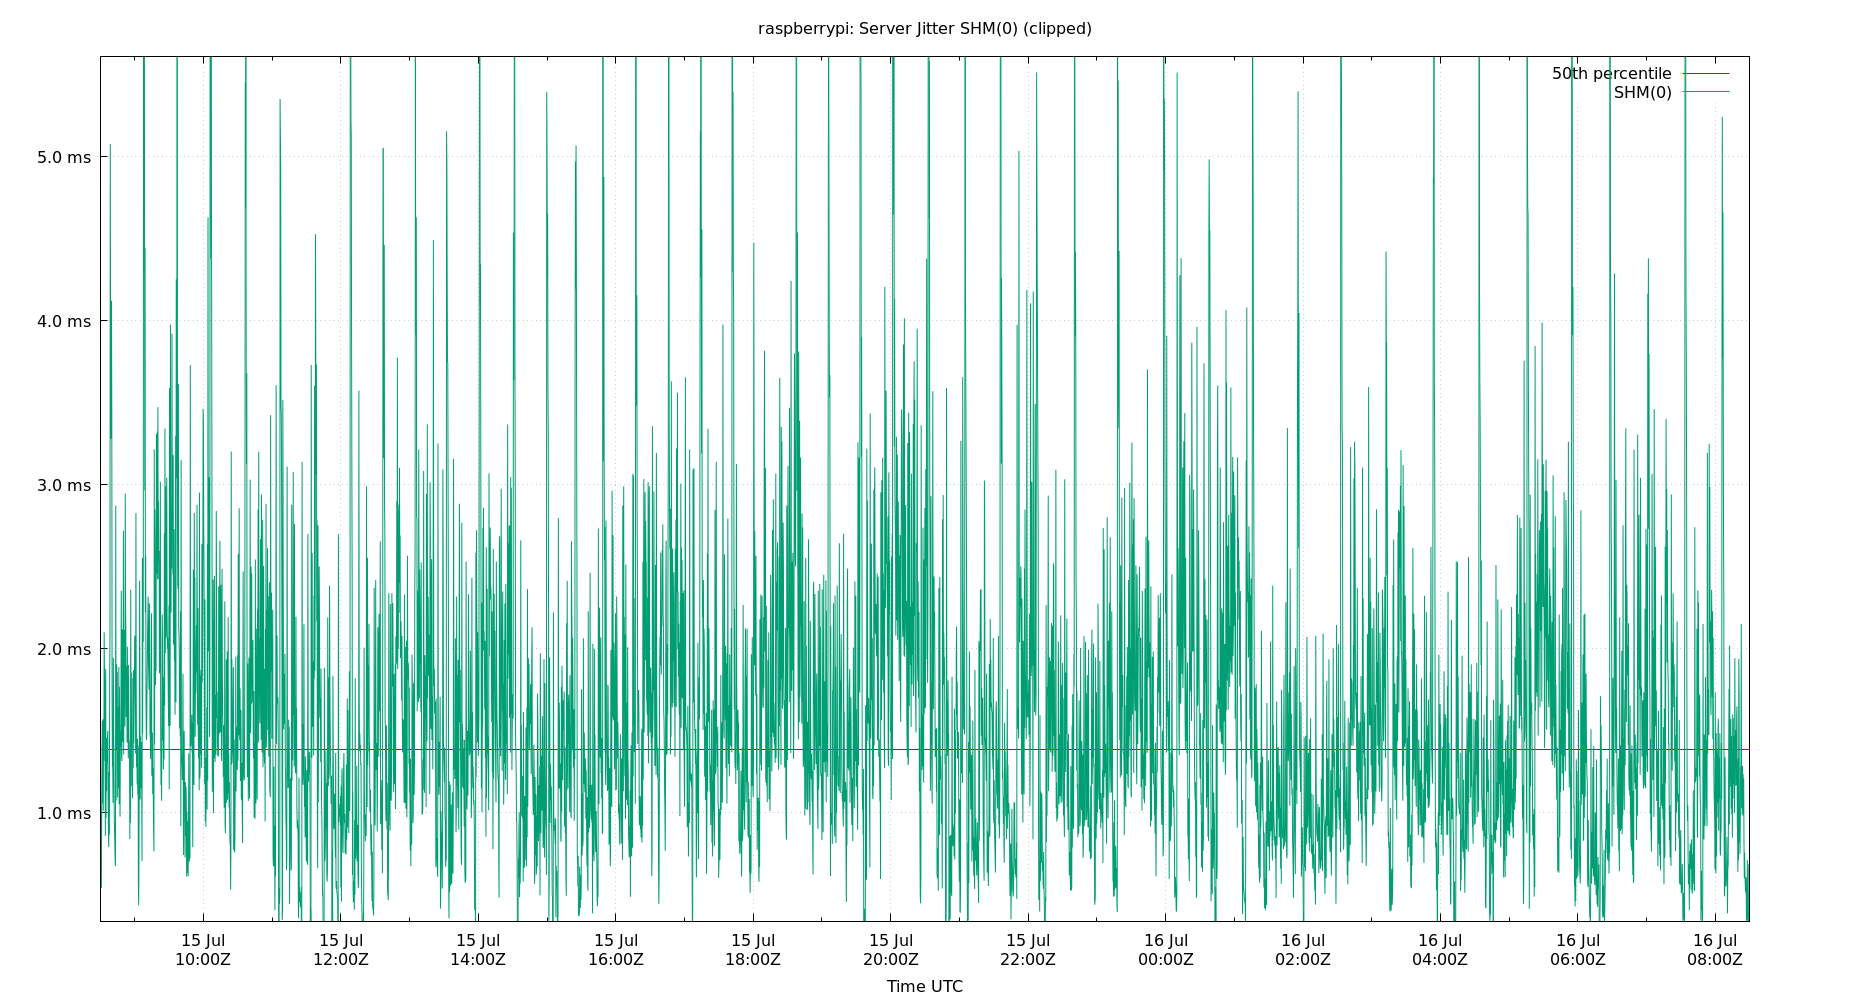 raspberrypi: Server Jitter SHM(0) (clipped)
50th percentile
SHM(0)
5.0 ms
4.0 ms
3.0 ms
2.0 ms
1.0 ms
15 Jul 15 Jul 15 Jul 15 Jul 15 Jul 15 Jul 15 Jul 16 Jul 16 Jul 16 Jul 16 Jul 16 Jul
10:00Z 12:00Z 14:00Z 16:00Z 18:00Z 20:00Z 22:00Z 00:00Z 02:00Z 04:00Z 06:00Z 08:00Z
Time UTC